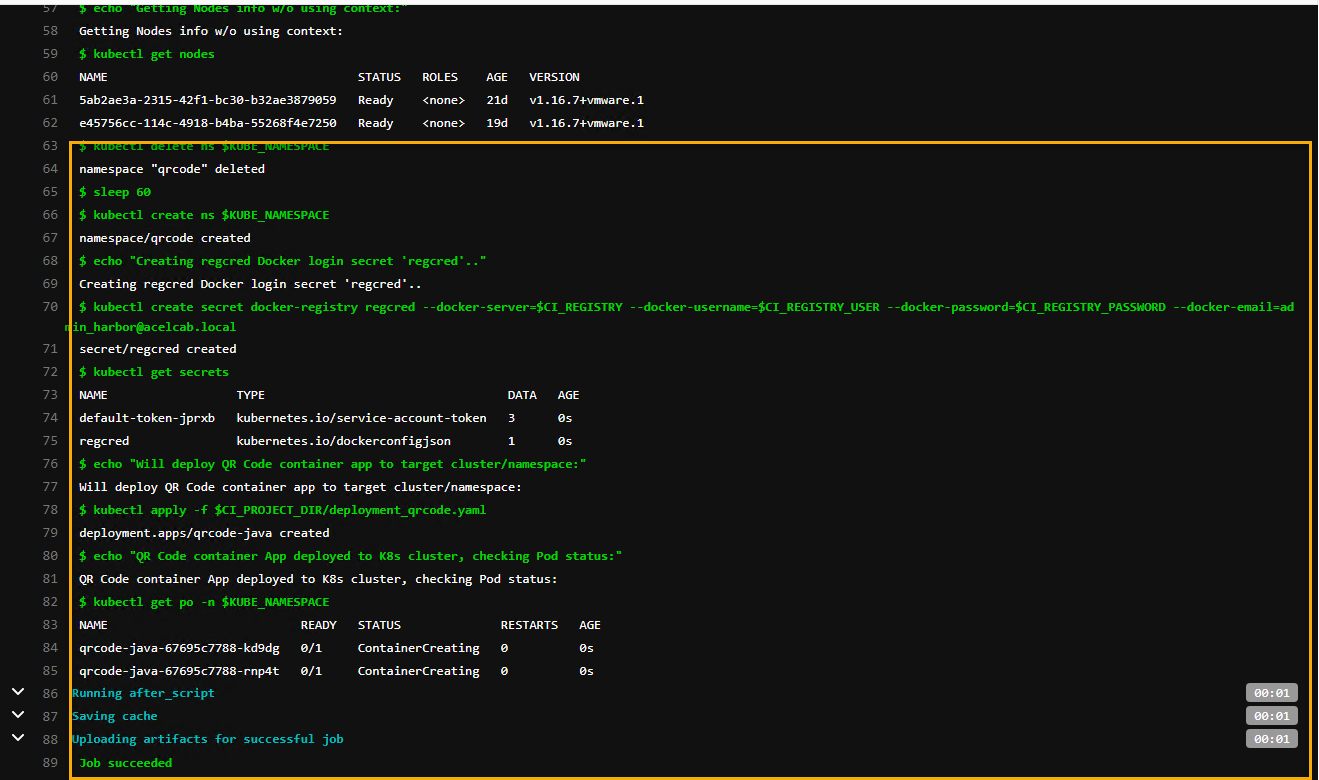 57 $ echo "Getting Nodes info w/o using context:"
58 Getting Nodes info w/o using context:
59 $ kubectl get nodes
60 NAME STATUS ROLES AGE VERSION
61 5ab2ae3a-2315-42f1-bc30-b32ae3879059 Ready <none> 21d v1.16.7+vmware.1
62 e45756cc-114c-4918-b4ba-55268f4e7250 Ready <none> 19d v1.16.7+vmware.1
63 $ kubectl delete ns $KUBE_NAMESPACE
64 namespace "qrcode" deleted
65 $ sleep 60
66 $ kubectl create ns $KUBE_NAMESPACE
67 namespace/qrcode created
68 $ echo "Creating regcred Docker login secret 'regcred'.."
69 Creating regcred Docker login secret 'regcred'..
70 $ kubectl create secret docker-registry regcred --docker-server=$CI_REGISTRY --docker-username=$CI_REGISTRY_USER --docker-password=$CI_REGISTRY_PASSWORD --docker-email=ad
min_harbor@acelcab.local
71 secret/regcred created
72 $ kubectl get secrets
73 NAME TYPE DATA AGE
74 default-token-jprxb kubernetes.io/service-account-token 3 0s
75 regcred kubernetes.io/dockerconfigjson 1 0s
76 $ echo "Will deploy QR Code container app to target cluster/namespace:"
77 Will deploy QR Code container app to target cluster/namespace:
78 $ kubectl apply -f $CI_PROJECT_DIR/deployment_qrcode.yaml
79 deployment.apps/qrcode-java created
80 $ echo "QR Code container App deployed to K8s cluster, checking Pod status:"
81 QR Code container App deployed to K8s cluster, checking Pod status:
82 $ kubectl get po -n $KUBE_NAMESPACE
83 NAME READY STATUS RESTARTS AGE
84 qrcode-java-67695c7788-kd9dg 0/1 ContainerCreating 0 0s
85 qrcode-java-67695c7788-rnp4t 0/1 ContainerCreating 0 0s
86 Running after_script 00:01
87 Saving cache 00:01
88 Uploading artifacts for successful job 00:01
89 Job succeeded